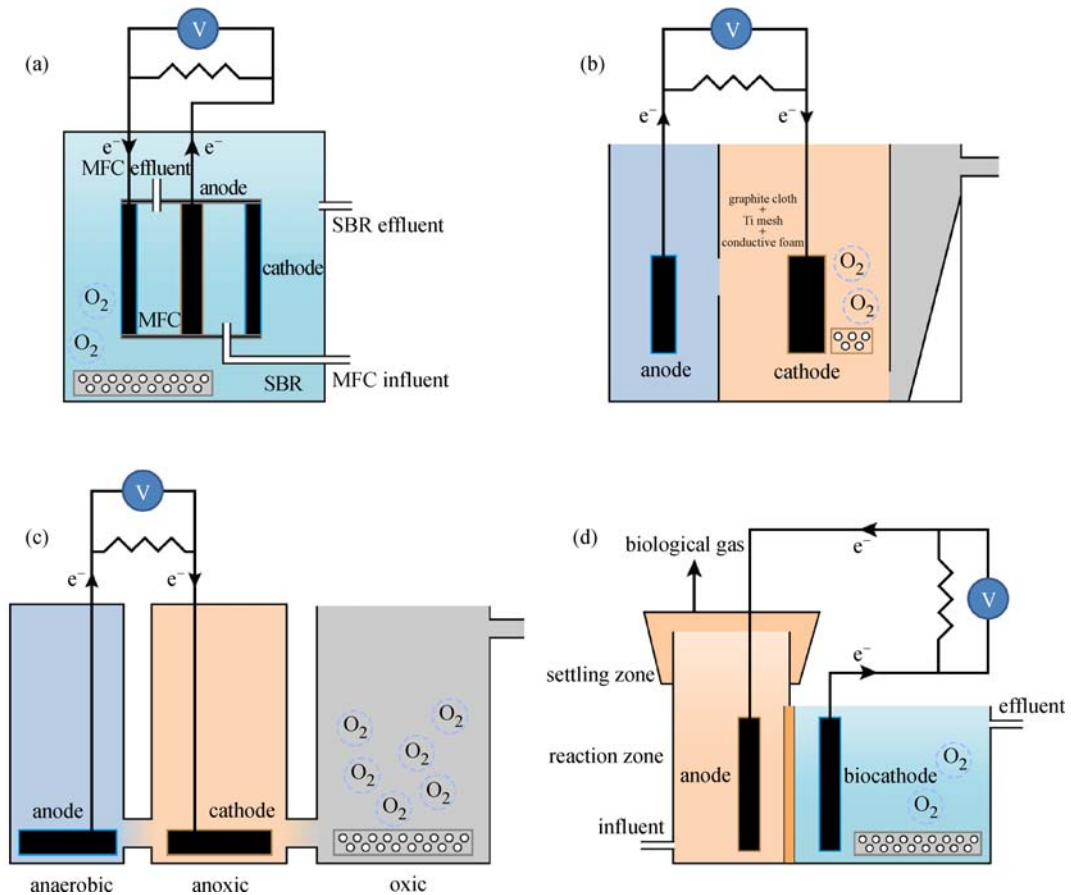 (a)
V
e⁻
e⁻
MFC effluent
anode
SBR effluent
cathode
O₂
O₂
MFC
SBR
MFC influent
(b)
V
e⁻
e⁻
graphite cloth
+
Ti mesh
+
conductive foam
O₂
O₂
anode
cathode
(c)
V
e⁻
e⁻
anode
cathode
O₂
O₂
O₂
O₂
O₂
O₂
anaerobic
anoxic
oxic
(d)
biological gas
e⁻
V
e⁻
settling zone
effluent
reaction zone
anode
biocathode
O₂
O₂
influent